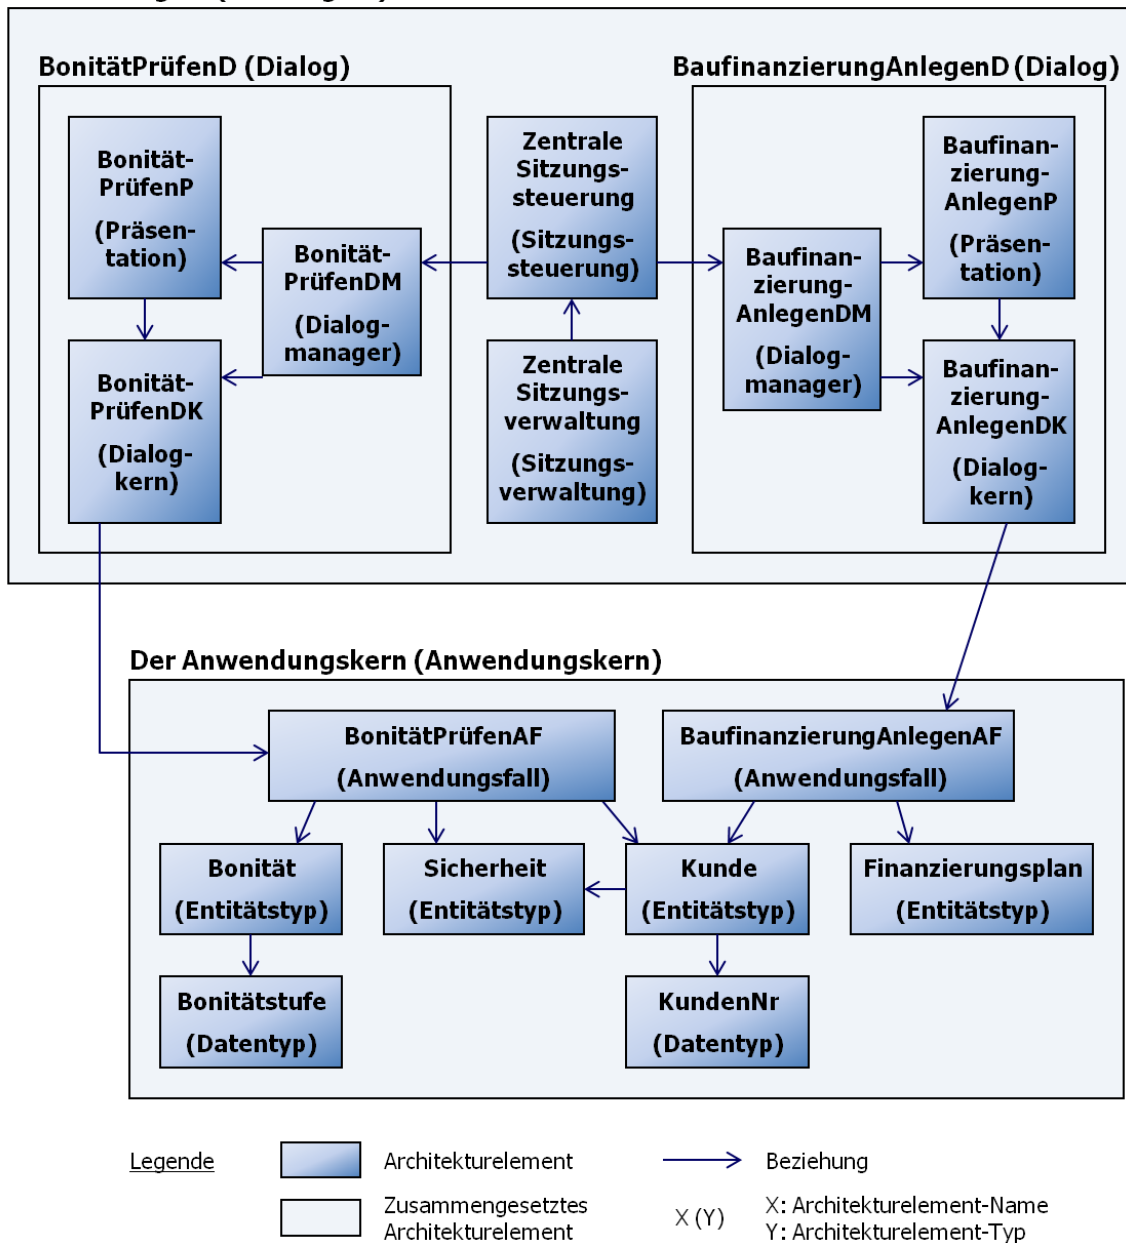 BonitätPrüfenD (Dialog)
BaufinanzierungAnlegenD (Dialog)
Bonität-
PrüfenP
(Präsen-
tation)
Bonität-
PrüfenDM
(Dialog-
manager)
Bonität-
PrüfenDK
(Dialog-
kern)
Zentrale
Sitzungs-
steuerung
(Sitzungs-
steuerung)
Zentrale
Sitzungs-
verwaltung
(Sitzungs-
verwaltung)
Baufinan-
zierung-
AnlegenDM
(Dialog-
manager)
Baufinan-
zierung-
AnlegenP
(Präsen-
tation)
Baufinan-
zierung-
AnlegenDK
(Dialog-
kern)
Der Anwendungskern (Anwendungskern)
BonitätPrüfenAF
(Anwendungsfall)
BaufinanzierungAnlegenAF
(Anwendungsfall)
Bonität
(Entitätstyp)
Sicherheit
(Entitätstyp)
Kunde
(Entitätstyp)
Finanzierungsplan
(Entitätstyp)
Bonitätstufe
(Datentyp)
KundenNr
(Datentyp)
Legende
Architekturelement
Beziehung
Zusammengesetztes
Architekturelement
X (Y)
X: Architekturelement-Name
Y: Architekturelement-Typ